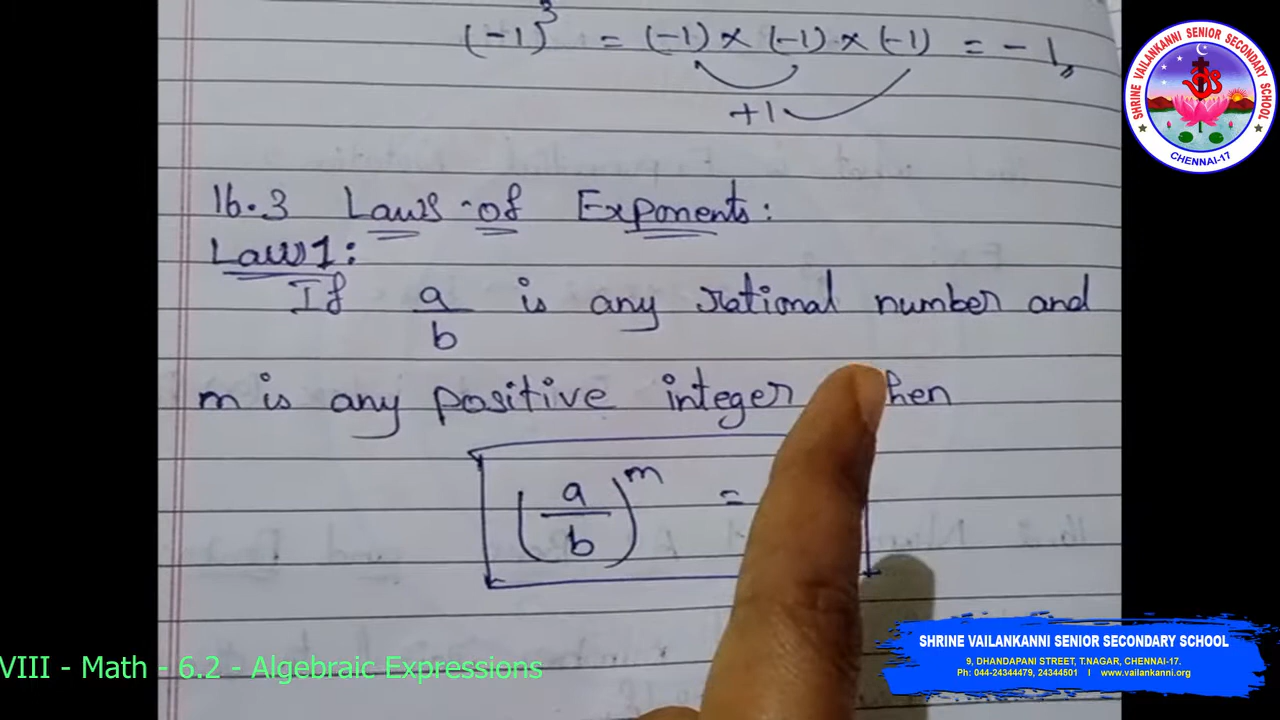 (-1)³ = (-1) × (-1) × (-1) = -1,
+1
16.3 Laws of Exponents:
Law 1:
If a/b is any rational number and
m is any positive integer hen
(a/b)^m =
SHRINE VAILANKANNI SENIOR SECONDARY SCHOOL
CHENNAI-17
VIII - Math - 6.2 - Algebraic Expressions
SHRINE VAILANKANNI SENIOR SECONDARY SCHOOL
9, DHANDAPANI STREET, T.NAGAR, CHENNAI-17.
Ph: 044-24344479, 24344501 I www.vailankanni.org